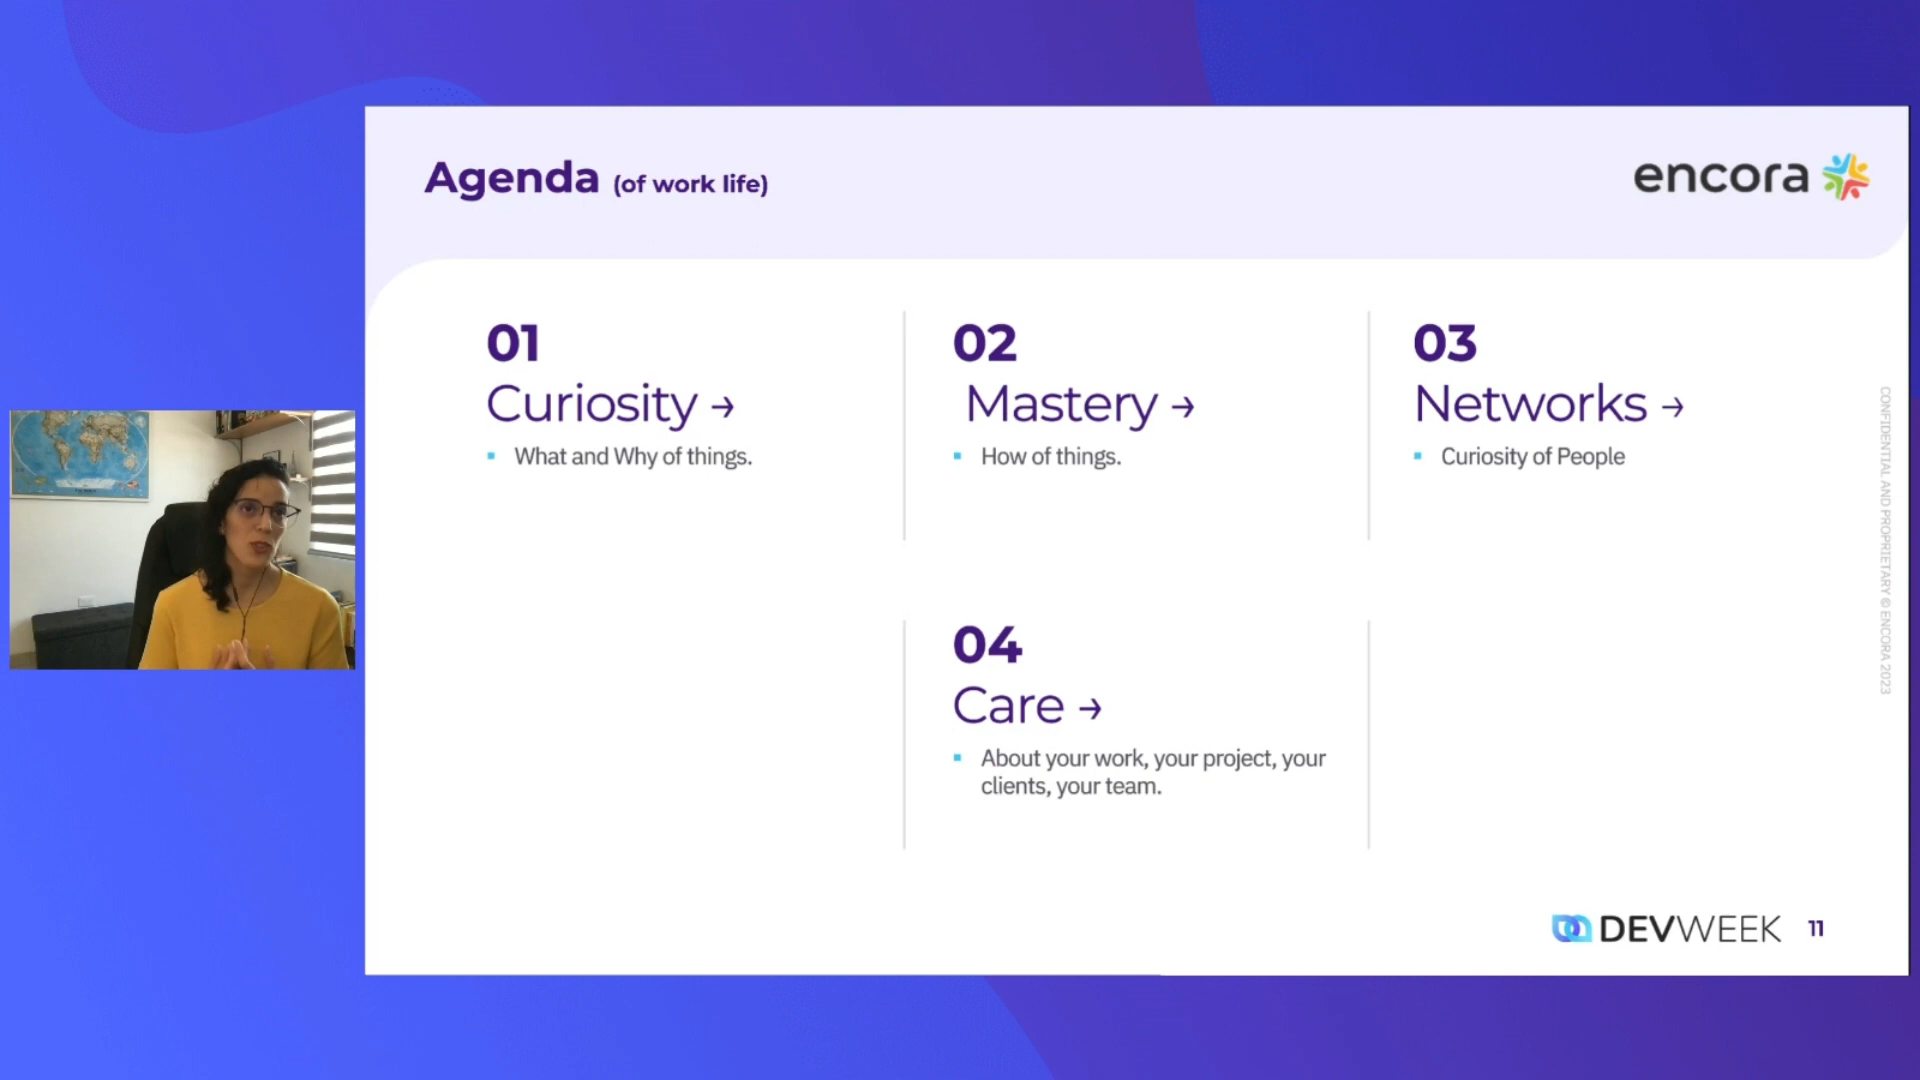 Agenda (of work life)
encora
01
Curiosity →
▪ What and Why of things.
02
Mastery →
▪ How of things.
03
Networks →
▪ Curiosity of People
04
Care →
▪ About your work, your project, your
clients, your team.
CONFIDENTIAL AND PROPRIETARY © ENCORA 2023
DEVWEEK 11